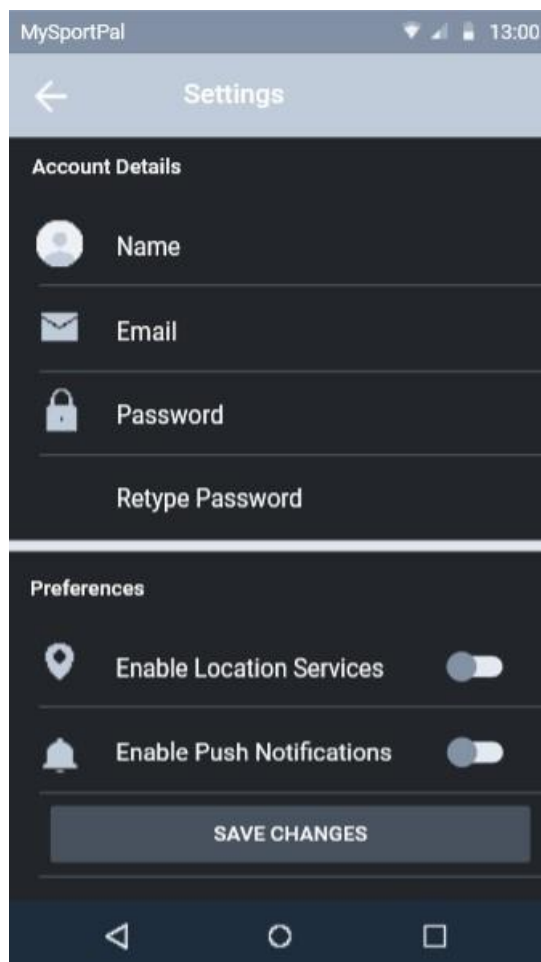 MySportPal 13:00
Settings
Account Details
Name
Email
Password
Retype Password
Preferences
Enable Location Services
Enable Push Notifications
SAVE CHANGES